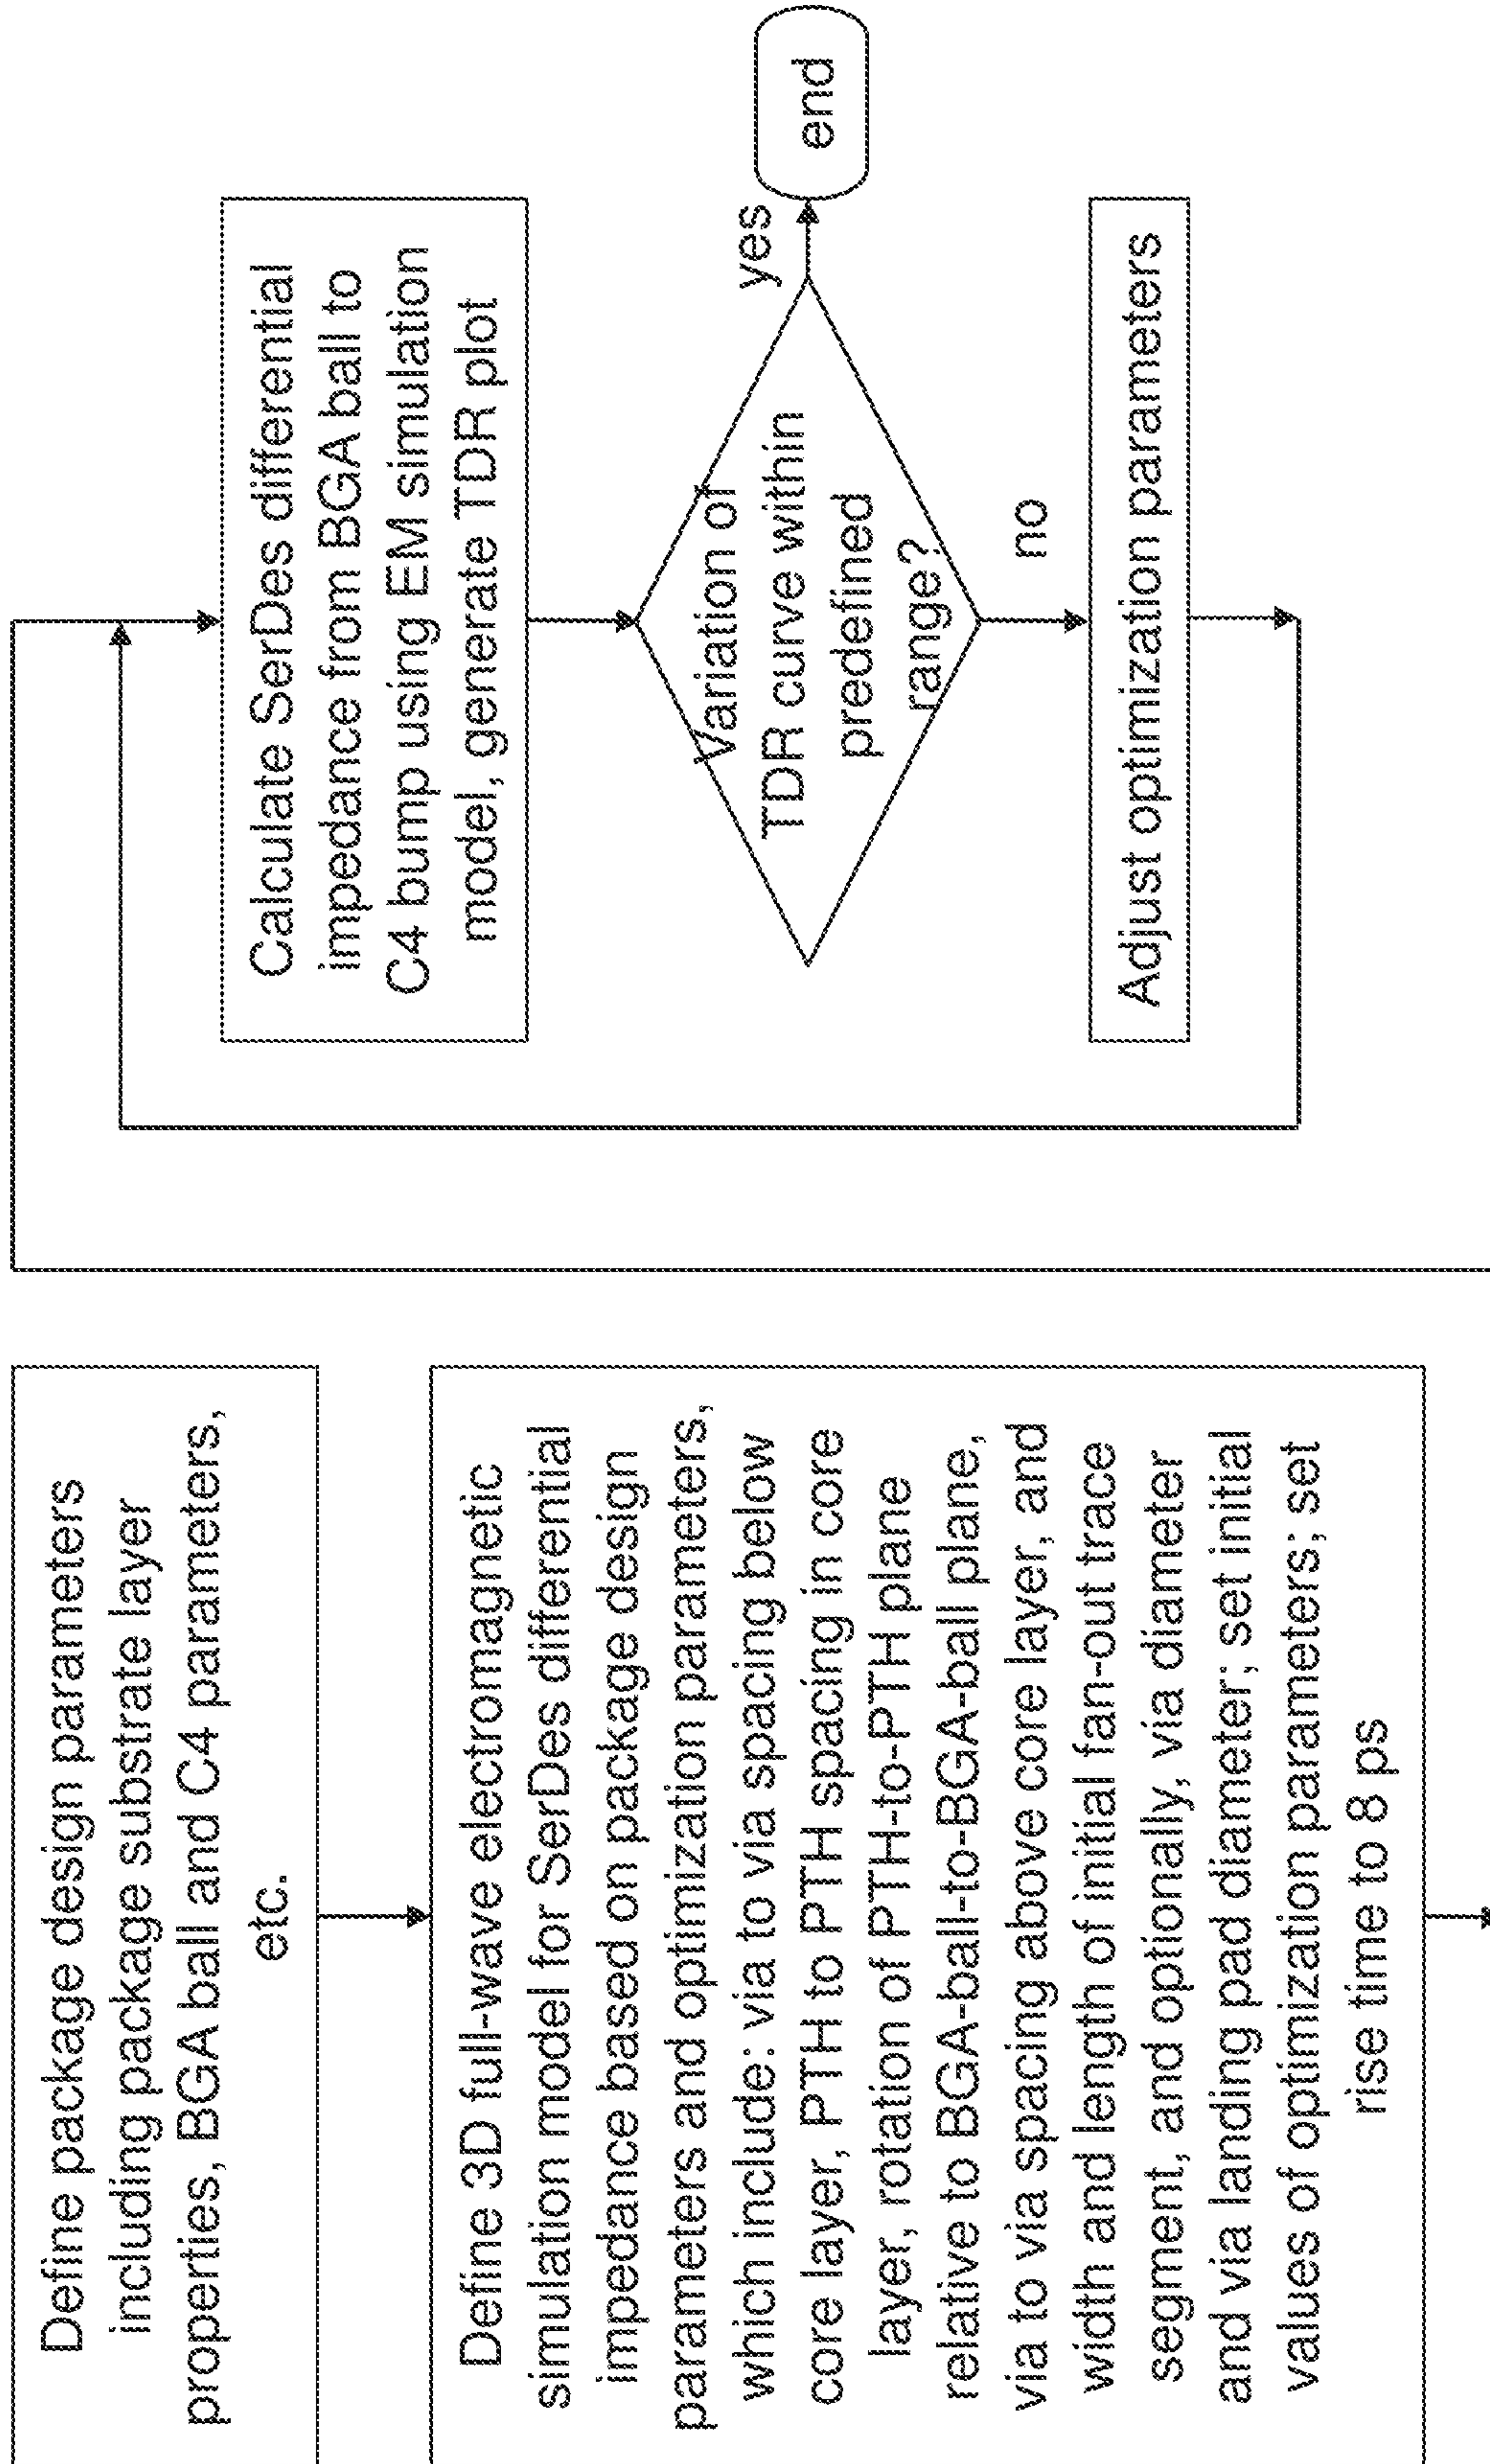 Define package design parameters
including package substrate layer
properties, BGA ball and C4 parameters,
etc.
Define 3D full-wave electromagnetic
simulation model for SerDes differential
impedance based on package design
parameters and optimization parameters,
which include: via to via spacing below
core layer, PTH to PTH spacing in core
layer, rotation of PTH-to-PTH plane
relative to BGA-ball-to-BGA-ball plane,
via to via spacing above core layer, and
width and length of initial fan-out trace
segment, and optionally, via diameter
and via landing pad diameter; set initial
values of optimization parameters; set
rise time to 8 ps
Calculate SerDes differential
impedance from BGA ball to
C4 bump using EM simulation
model, generate TDR plot
Variation of
TDR curve within
predefined
range?
yes
end
no
Adjust optimization parameters